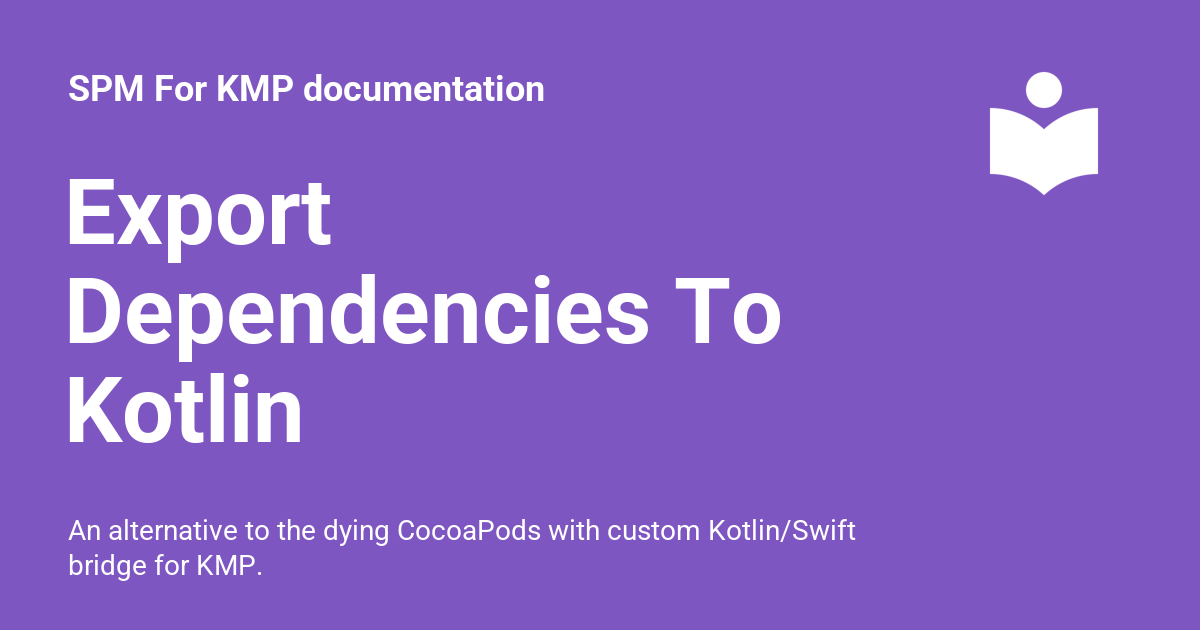 SPM For KMP documentation
Export
Dependencies To
Kotlin
An alternative to the dying CocoaPods with custom Kotlin/Swift
bridge for KMP.